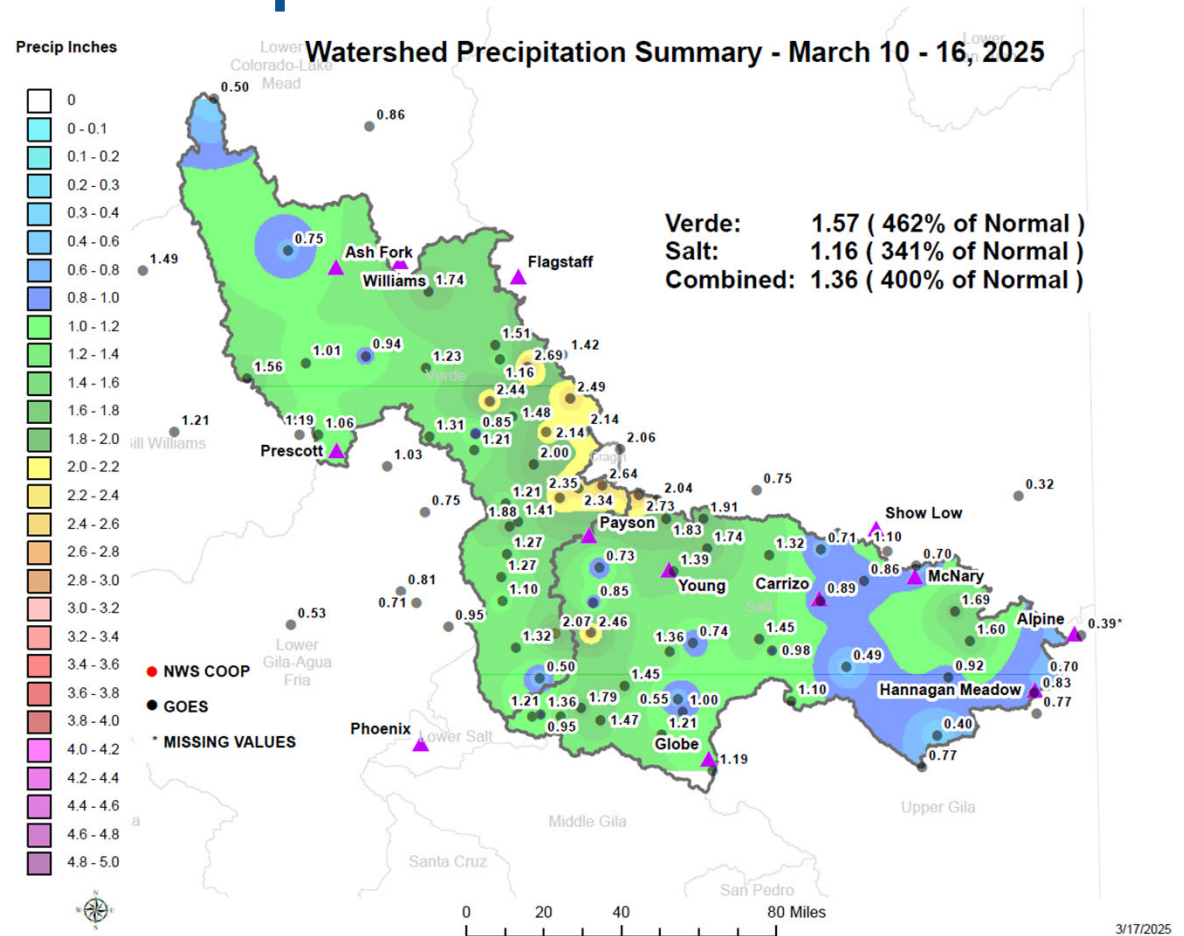 Watershed Precipitation Summary - March 10 - 16, 2025
Precip Inches
0
0 - 0.1
0.1 - 0.2
0.2 - 0.3
0.3 - 0.4
0.4 - 0.6
0.6 - 0.8
0.8 - 1.0
1.0 - 1.2
1.2 - 1.4
1.4 - 1.6
1.6 - 1.8
1.8 - 2.0
2.0 - 2.2
2.2 - 2.4
2.4 - 2.6
2.6 - 2.8
2.8 - 3.0
3.0 - 3.2
3.2 - 3.4
3.4 - 3.6
3.6 - 3.8
3.8 - 4.0
4.0 - 4.2
4.2 - 4.4
4.4 - 4.6
4.6 - 4.8
4.8 - 5.0
NWS COOP
GOES
* MISSING VALUES
Verde: 1.57 ( 462% of Normal )
Salt: 1.16 ( 341% of Normal )
Combined: 1.36 ( 400% of Normal )
Lower
Colorado-Lake
Mead
Lower
0.50
0.86
1.49
0.75
Ash Fork
Williams
1.74
Flagstaff
1.51
1.42
2.69
1.16
1.56
1.01
0.94
1.23
Verde
2.44
2.49
1.21
Bill Williams
1.19
1.06
Prescott
1.31
0.85
1.48
1.21
2.14
2.14
2.06
Cragin
1.03
2.00
2.64
2.35
2.34
2.04
2.73
0.75
0.75
0.32
1.21
1.88
1.41
Payson
1.83
1.91
1.74
Show Low
1.10
0.71
1.32
1.27
1.27
0.73
1.39
Young
Carrizo
0.89
0.86
0.70
McNary
0.81
0.71
1.10
0.85
Salt
1.69
Alpine
0.39*
0.53
0.95
Lower
Gila-Agua
Fria
1.32
2.07
2.46
1.36
0.74
1.45
0.98
1.60
0.50
0.49
0.92
0.70
Hannagan Meadow
0.83
0.77
1.45
1.21
1.36
1.79
0.55
1.00
1.10
0.95
1.47
1.21
0.40
0.77
Phoenix
Lower Salt
Globe
1.19
Middle Gila
Upper Gila
Santa Cruz
San Pedro
a
N
W
E
S
0 20 40 80 Miles
3/17/2025